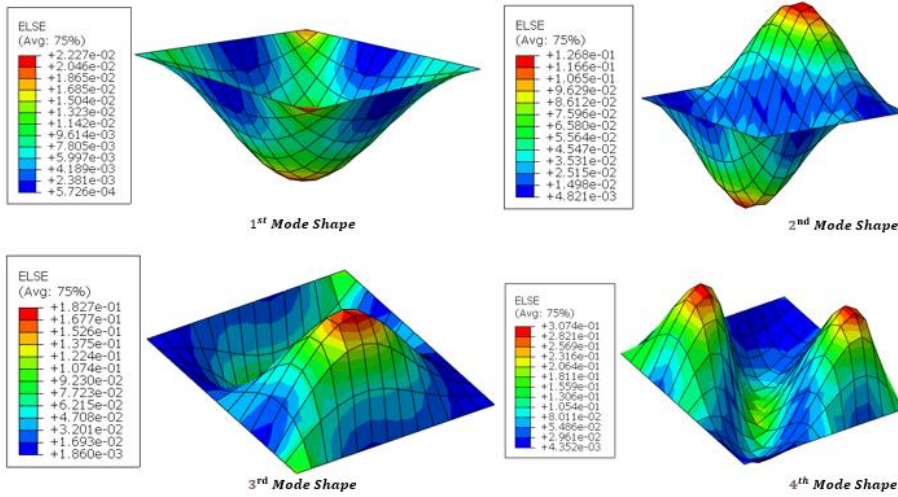 ELSE
(Avg: 75%)
+2.227e-02
+2.046e-02
+1.865e-02
+1.685e-02
+1.504e-02
+1.323e-02
+1.142e-02
+9.614e-03
+7.805e-03
+5.997e-03
+4.189e-03
+2.381e-03
+5.726e-04
1st Mode Shape
ELSE
(Avg: 75%)
+1.268e-01
+1.166e-01
+1.065e-01
+9.629e-02
+8.612e-02
+7.596e-02
+6.580e-02
+5.564e-02
+4.547e-02
+3.531e-02
+2.515e-02
+1.498e-02
+4.821e-03
2nd Mode Shape
ELSE
(Avg: 75%)
+1.827e-01
+1.677e-01
+1.526e-01
+1.375e-01
+1.224e-01
+1.074e-01
+9.230e-02
+7.723e-02
+6.215e-02
+4.708e-02
+3.201e-02
+1.693e-02
+1.860e-03
3rd Mode Shape
ELSE
(Avg: 75%)
+3.074e-01
+2.821e-01
+2.569e-01
+2.316e-01
+2.064e-01
+1.811e-01
+1.559e-01
+1.306e-01
+1.054e-01
+8.011e-02
+5.486e-02
+2.961e-02
+4.352e-03
4th Mode Shape